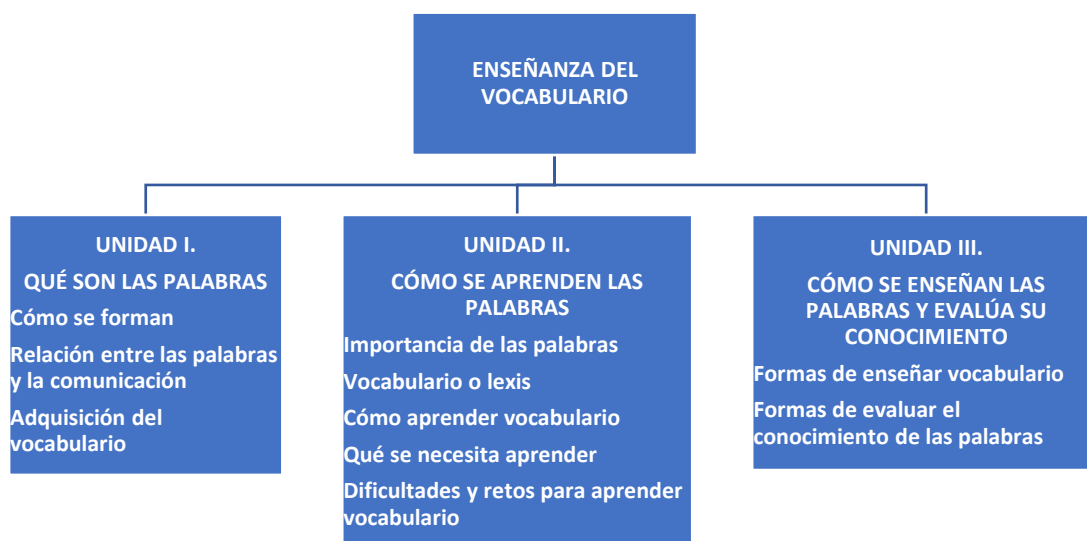 ENSEÑANZA DEL
VOCABULARIO
UNIDAD I.
QUÉ SON LAS PALABRAS
Cómo se forman
Relación entre las palabras
y la comunicación
Adquisición del
vocabulario
UNIDAD II.
CÓMO SE APRENDEN LAS
PALABRAS
Importancia de las palabras
Vocabulario o lexis
Cómo aprender vocabulario
Qué se necesita aprender
Dificultades y retos para aprender
vocabulario
UNIDAD III.
CÓMO SE ENSEÑAN LAS
PALABRAS Y EVALÚA SU
CONOCIMIENTO
Formas de enseñar vocabulario
Formas de evaluar el
conocimiento de las palabras